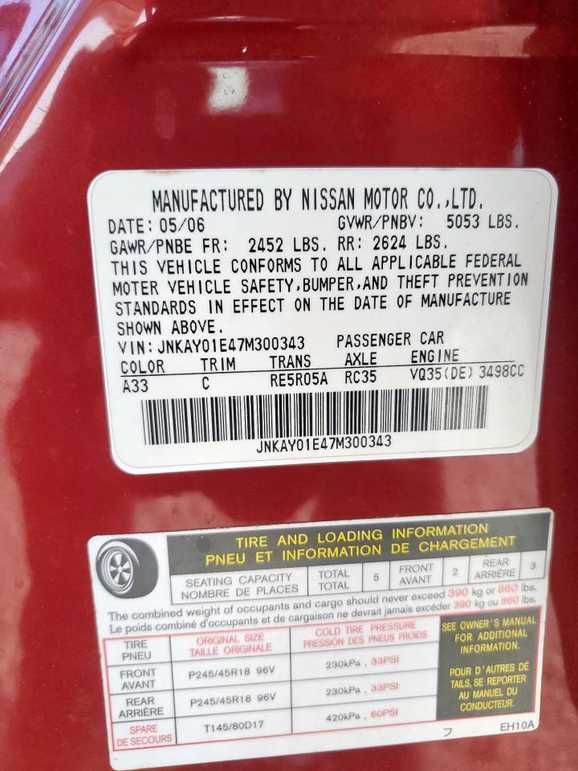 MANUFACTURED BY NISSAN MOTOR CO.,LTD.
DATE: 05/06 GVWR/PNBV: 5053 LBS.
GAWR/PNBE FR: 2452 LBS. RR: 2624 LBS.
THIS VEHICLE CONFORMS TO ALL APPLICABLE FEDERAL
MOTOR VEHICLE SAFETY,BUMPER,AND THEFT PREVENTION
STANDARDS IN EFFECT ON THE DATE OF MANUFACTURE
SHOWN ABOVE.
VIN: JNKAY01E47M300343 PASSENGER CAR
COLOR TRIM TRANS AXLE ENGINE
A33 C RE5R05A RC35 VQ35(DE) 3498CC
JNKAY01E47M300343
TIRE AND LOADING INFORMATION
PNEU ET INFORMATION DE CHARGEMENT
SEATING CAPACITY TOTAL 5 FRONT 2 REAR 3
NOMBRE DE PLACES TOTAL AVANT ARRIÈRE
The combined weight of occupants and cargo should never exceed 390 kg or 860 lbs.
Le poids combiné d'occupants et de cargaison ne devrait jamais excéder 390 kg ou 860 lbs.
TIRE ORIGINAL SIZE COLD TIRE PRESSURE
PNEU TAILLE ORIGINALE PRESSION DES PNEUS FROIDS
FRONT
AVANT P245/45R18 96V 230kPa , 33PSI
REAR
ARRIÈRE P245/45R18 96V 230kPa , 33PSI
SPARE
DE SECOURS T145/80D17 420kPa , 60PSI
SEE OWNER'S MANUAL
FOR ADDITIONAL
INFORMATION.
POUR D'AUTRES DE
TAILS, SE REPORTER
AU MANUEL DU
CONDUCTEUR.
EH10A